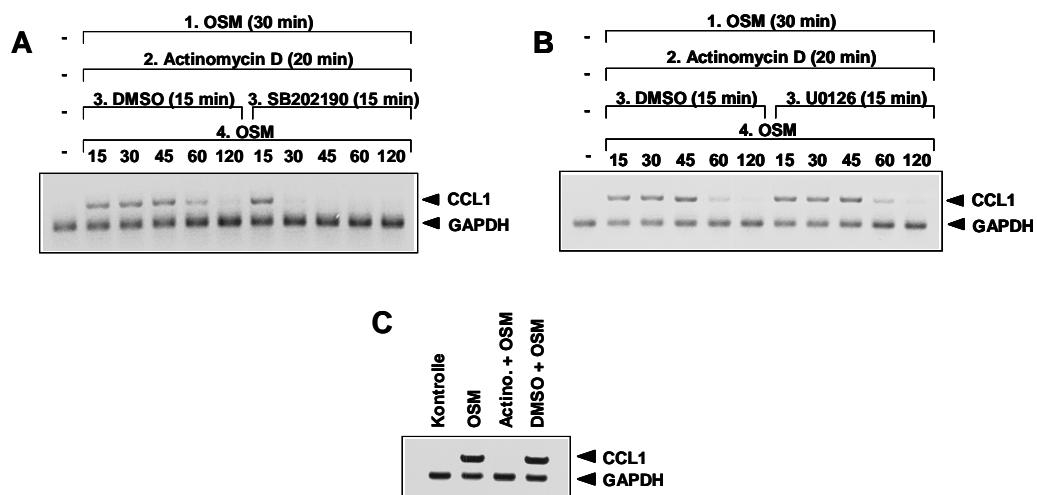 A
1. OSM (30 min)
-
2. Actinomycin D (20 min)
-
3. DMSO (15 min) 3. SB202190 (15 min)
-
4. OSM
- 15 30 45 60 120 15 30 45 60 120
CCL1
GAPDH
B
1. OSM (30 min)
-
2. Actinomycin D (20 min)
-
3. DMSO (15 min) 3. U0126 (15 min)
-
4. OSM
- 15 30 45 60 120 15 30 45 60 120
CCL1
GAPDH
C
Kontrolle
OSM
Actino. + OSM
DMSO + OSM
CCL1
GAPDH